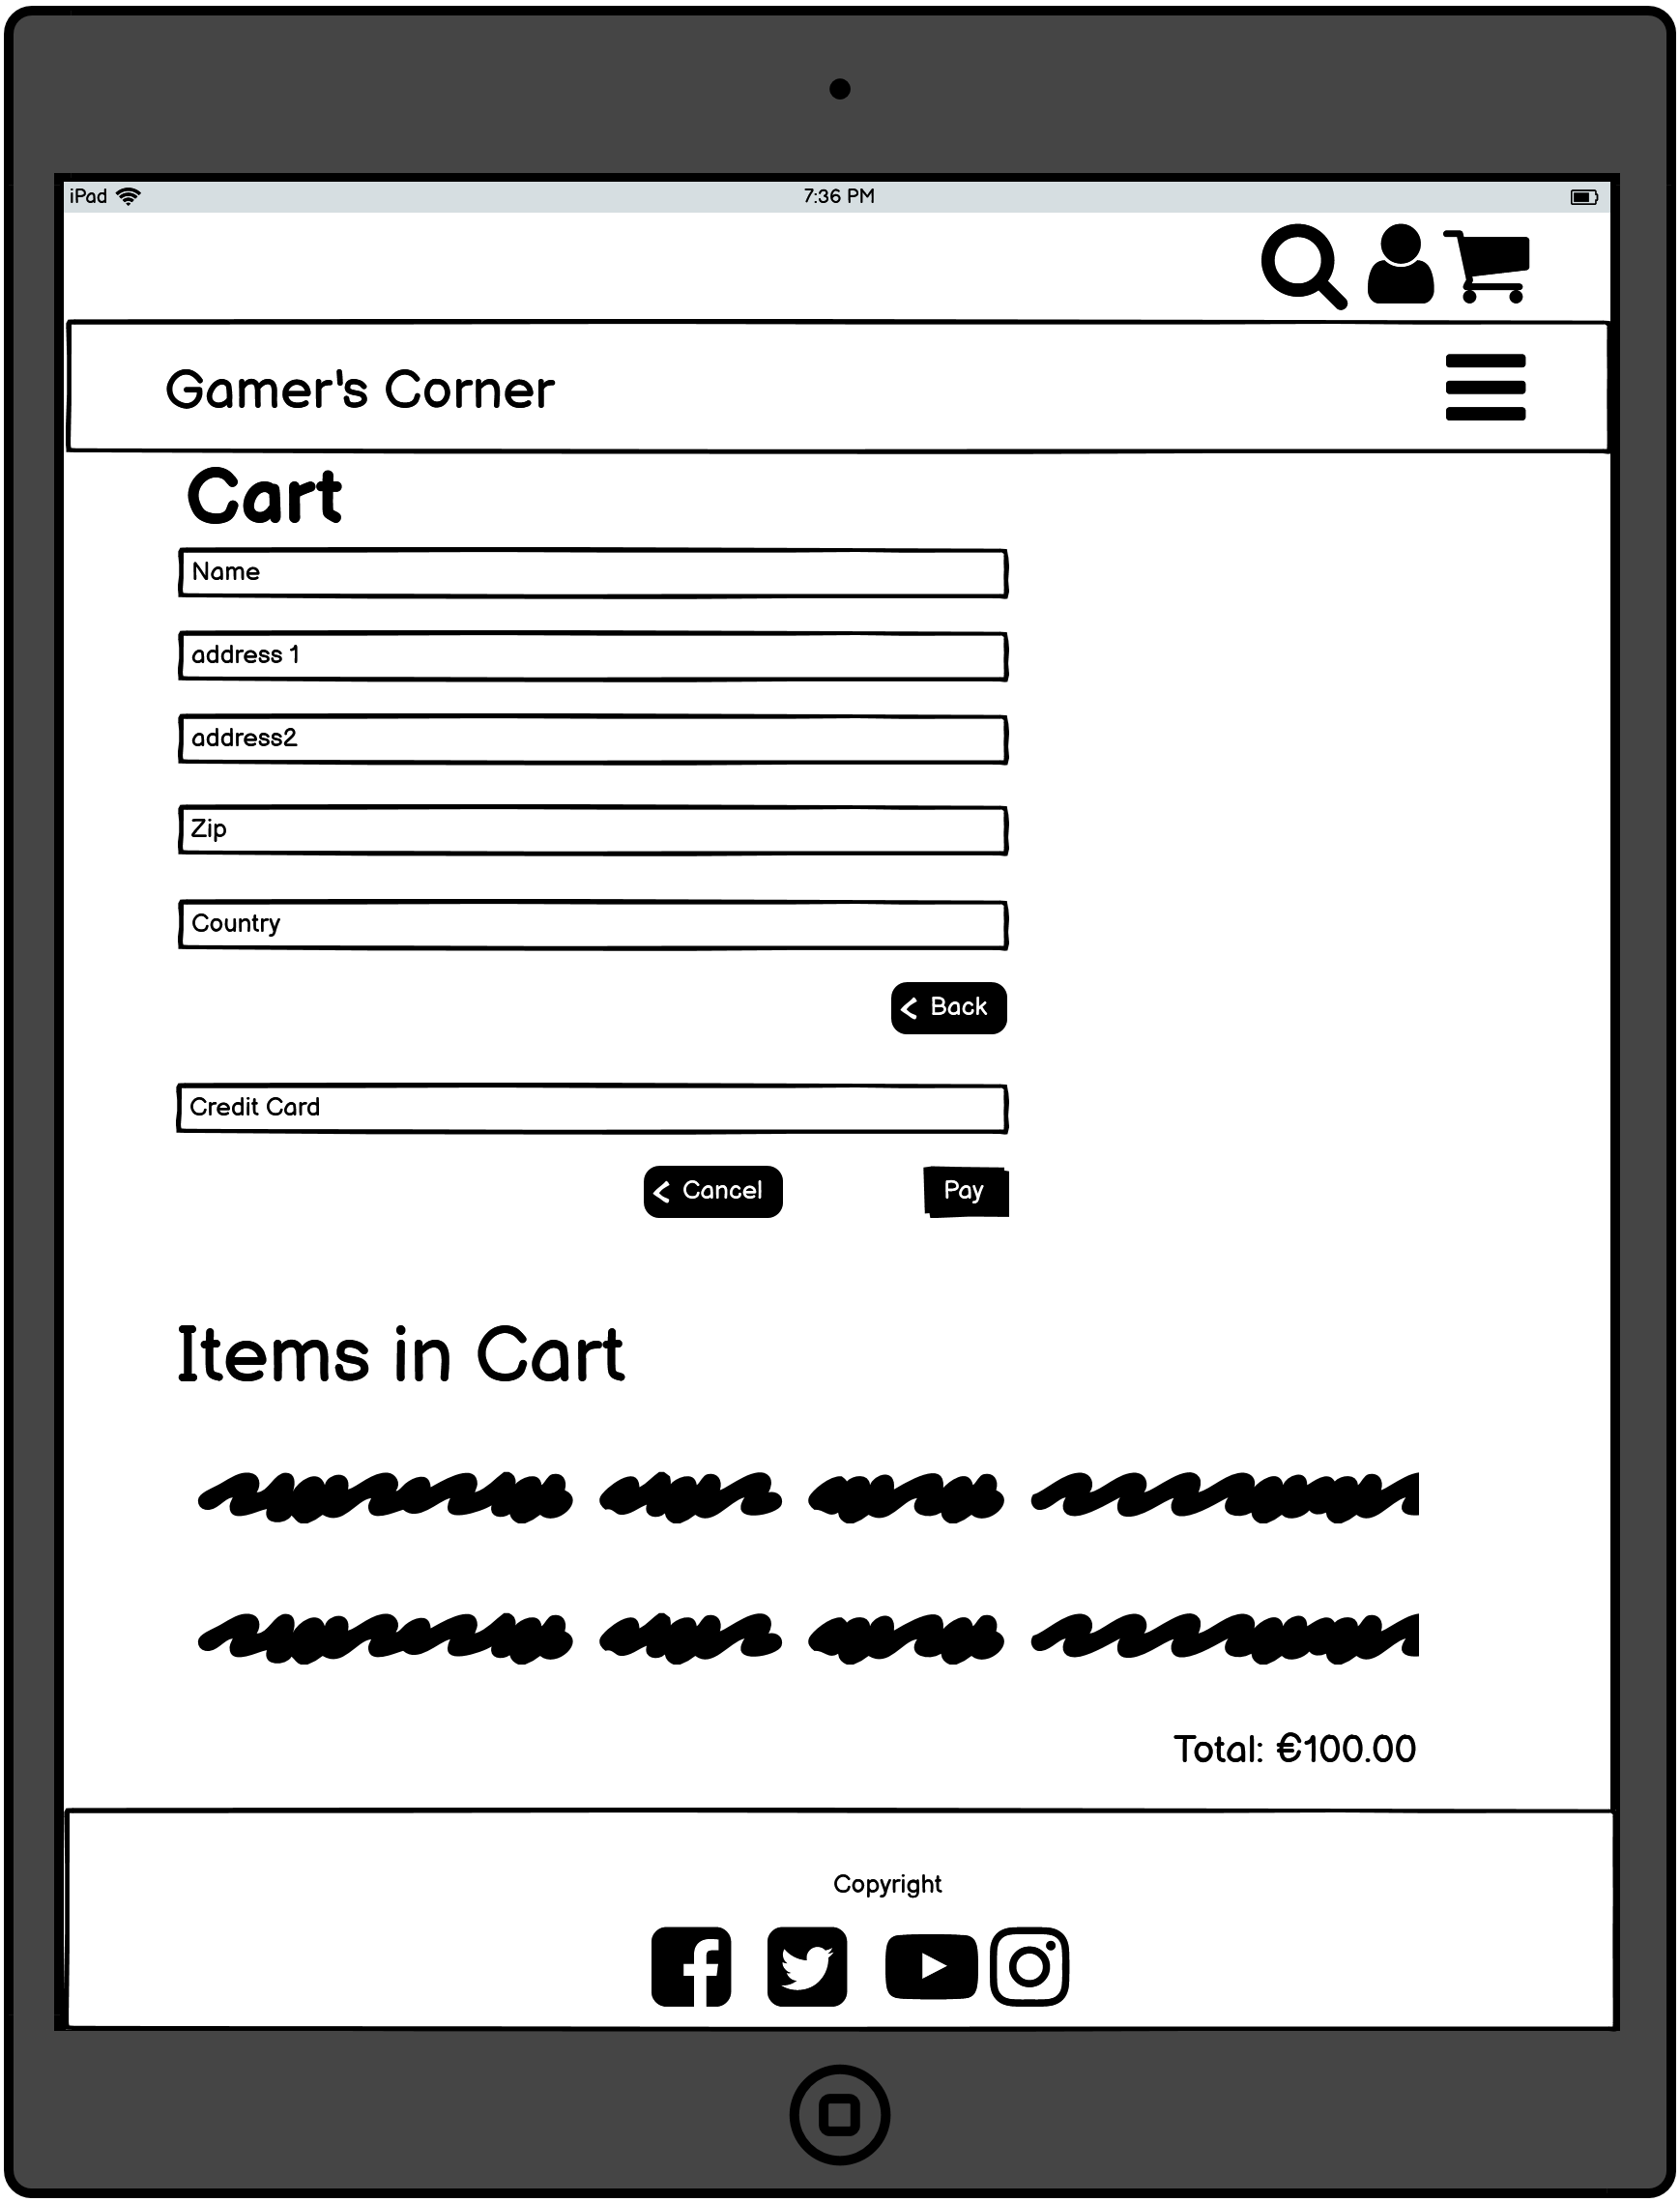 iPad 7:36 PM
Gamer's Corner
Cart
Name
address 1
address2
Zip
Country
Back
Credit Card
Cancel Pay
Items in Cart
Total: €100.00
Copyright